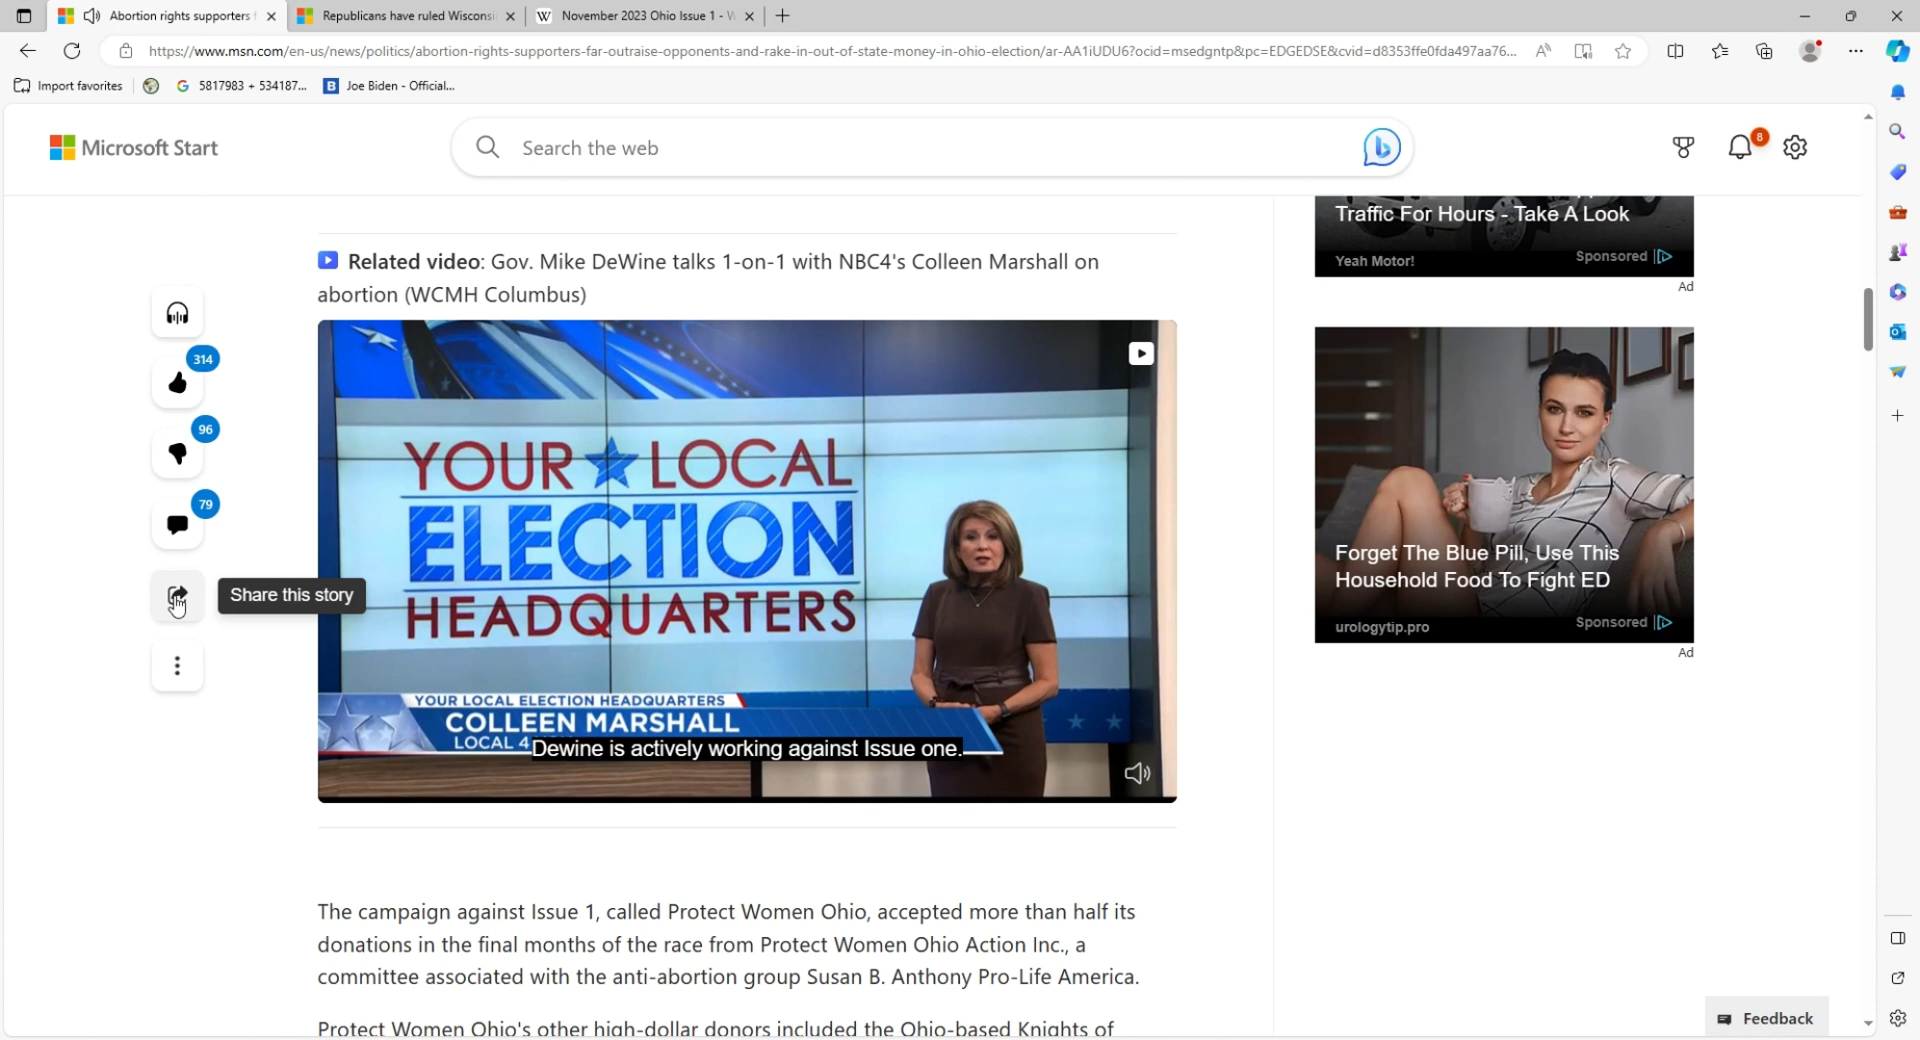 Abortion rights supporters f
Republicans have ruled Wisconsi
W November 2023 Ohio Issue 1 - W
https://www.msn.com/en-us/news/politics/abortion-rights-supporters-far-outraise-opponents-and-rake-in-out-of-state-money-in-ohio-election/ar-AA1iUDU6?ocid=msedgntp&pc=EDGEDSE&cvid=d8353ffe0fda497aa76...
Import favorites
G 5817983 + 534187...
B Joe Biden - Official...
Microsoft Start
Search the web
8
Related video: Gov. Mike DeWine talks 1-on-1 with NBC4's Colleen Marshall on
abortion (WCMH Columbus)
314
96
79
Share this story
YOUR LOCAL
ELECTION
HEADQUARTERS
YOUR LOCAL ELECTION HEADQUARTERS
COLLEEN MARSHALL
LOCAL 4
Dewine is actively working against Issue one.
The campaign against Issue 1, called Protect Women Ohio, accepted more than half its
donations in the final months of the race from Protect Women Ohio Action Inc., a
committee associated with the anti-abortion group Susan B. Anthony Pro-Life America.
Protect Women Ohio's other high-dollar donors included the Ohio-based Knights of
Traffic For Hours - Take A Look
Yeah Motor!
Sponsored
Ad
Forget The Blue Pill, Use This
Household Food To Fight ED
urologytip.pro
Sponsored
Ad
Feedback